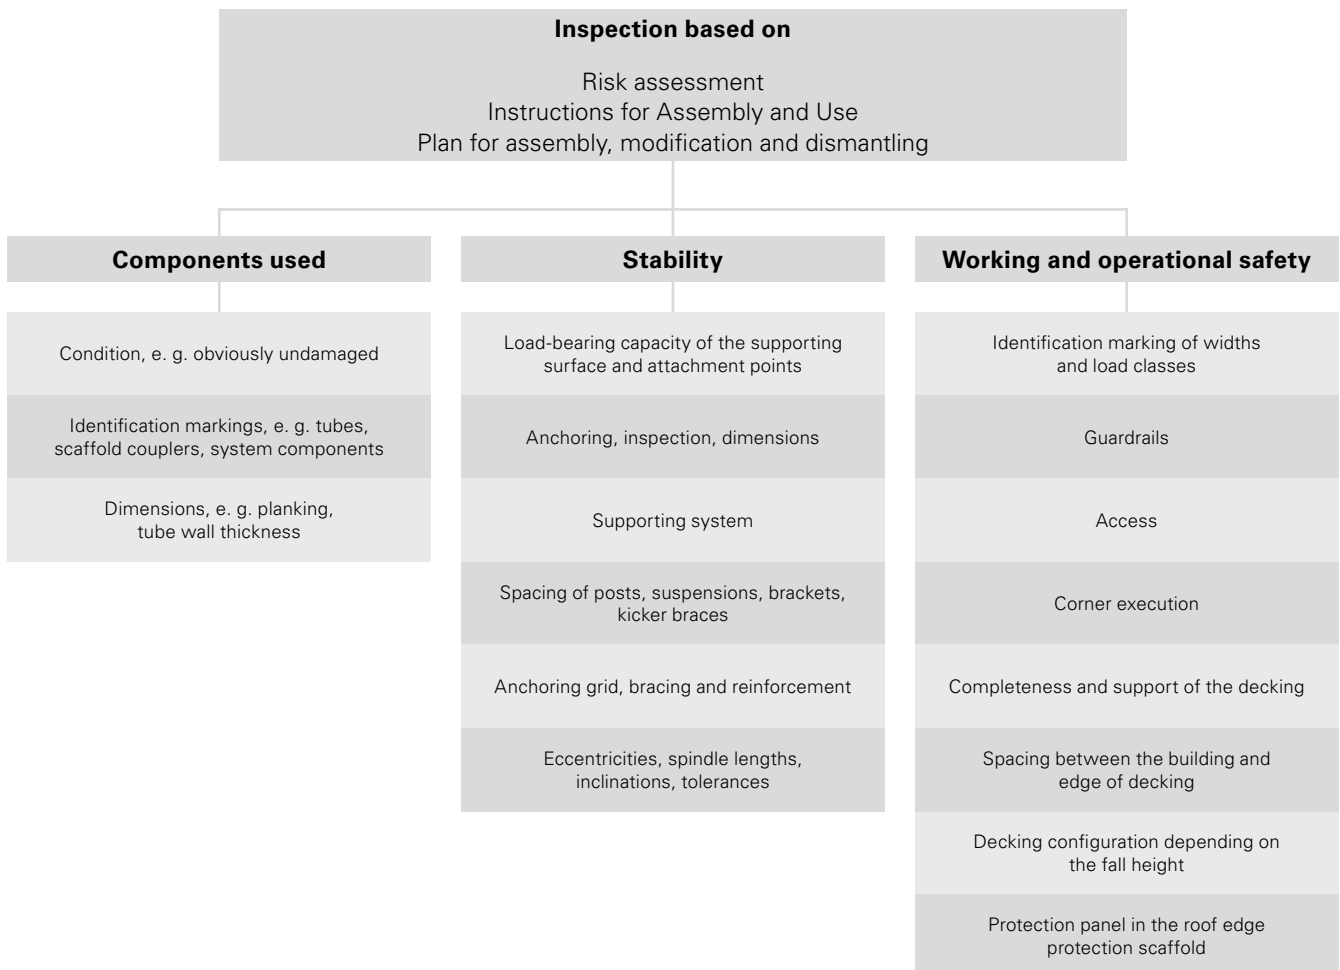 Inspection based on
Risk assessment
Instructions for Assembly and Use
Plan for assembly, modification and dismantling
Components used
Condition, e. g. obviously undamaged
Identification markings, e. g. tubes,
scaffold couplers, system components
Dimensions, e. g. planking,
tube wall thickness
Stability
Load-bearing capacity of the supporting
surface and attachment points
Anchoring, inspection, dimensions
Supporting system
Spacing of posts, suspensions, brackets,
kicker braces
Anchoring grid, bracing and reinforcement
Eccentricities, spindle lengths,
inclinations, tolerances
Working and operational safety
Identification marking of widths
and load classes
Guardrails
Access
Corner execution
Completeness and support of the decking
Spacing between the building and
edge of decking
Decking configuration depending on
the fall height
Protection panel in the roof edge
protection scaffold